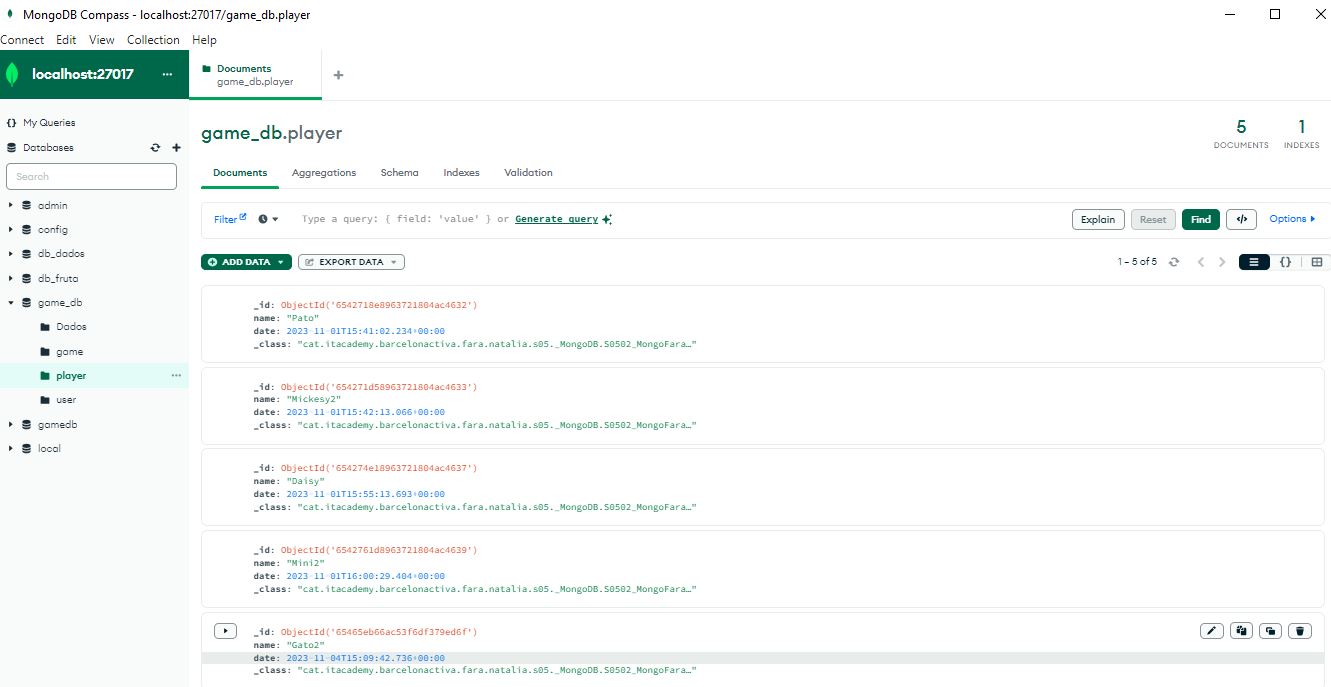 MongoDB Compass - localhost:27017/game_db.player
Connect Edit View Collection Help
localhost:27017 ...
Documents
game_db.player
+
{} My Queries
Databases
Search
admin
config
db_dados
db_fruta
game_db
Dados
game
player ...
user
gamedb
local
game_db.player
5
DOCUMENTS
1
INDEXES
Documents Aggregations Schema Indexes Validation
Filter Type a query: { field: 'value' } or Generate query Explain Reset Find </> Options
ADD DATA EXPORT DATA 1 – 5 of 5 {}
_id: ObjectId('6542718e8963721804ac4632')
name: "Pato"
date: 2023-11-01T15:41:02.234+00:00
_class: "cat.itacademy.barcelonactiva.fara.natalia.s05._MongoDB.S0502_MongoFara…"
_id: ObjectId('654271d58963721804ac4633')
name: "Mickesy2"
date: 2023-11-01T15:42:13.066+00:00
_class: "cat.itacademy.barcelonactiva.fara.natalia.s05._MongoDB.S0502_MongoFara…"
_id: ObjectId('654274e18963721804ac4637')
name: "Daisy"
date: 2023-11-01T15:55:13.693+00:00
_class: "cat.itacademy.barcelonactiva.fara.natalia.s05._MongoDB.S0502_MongoFara…"
_id: ObjectId('6542761d8963721804ac4639')
name: "Mini2"
date: 2023-11-01T16:00:29.404+00:00
_class: "cat.itacademy.barcelonactiva.fara.natalia.s05._MongoDB.S0502_MongoFara…"
_id: ObjectId('65465eb66ac53f6df379ed6f')
name: "Gato2"
date: 2023-11-04T15:09:42.736+00:00
_class: "cat.itacademy.barcelonactiva.fara.natalia.s05._MongoDB.S0502_MongoFara…"